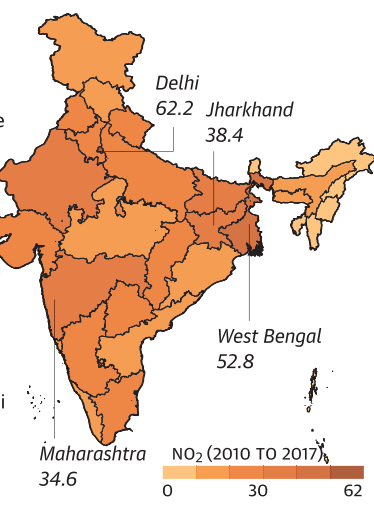 Delhi
62.2
Jharkhand
38.4
e
West Bengal
52.8
i
Maharashtra
34.6
NO₂ (2010 TO 2017)
0 30 62